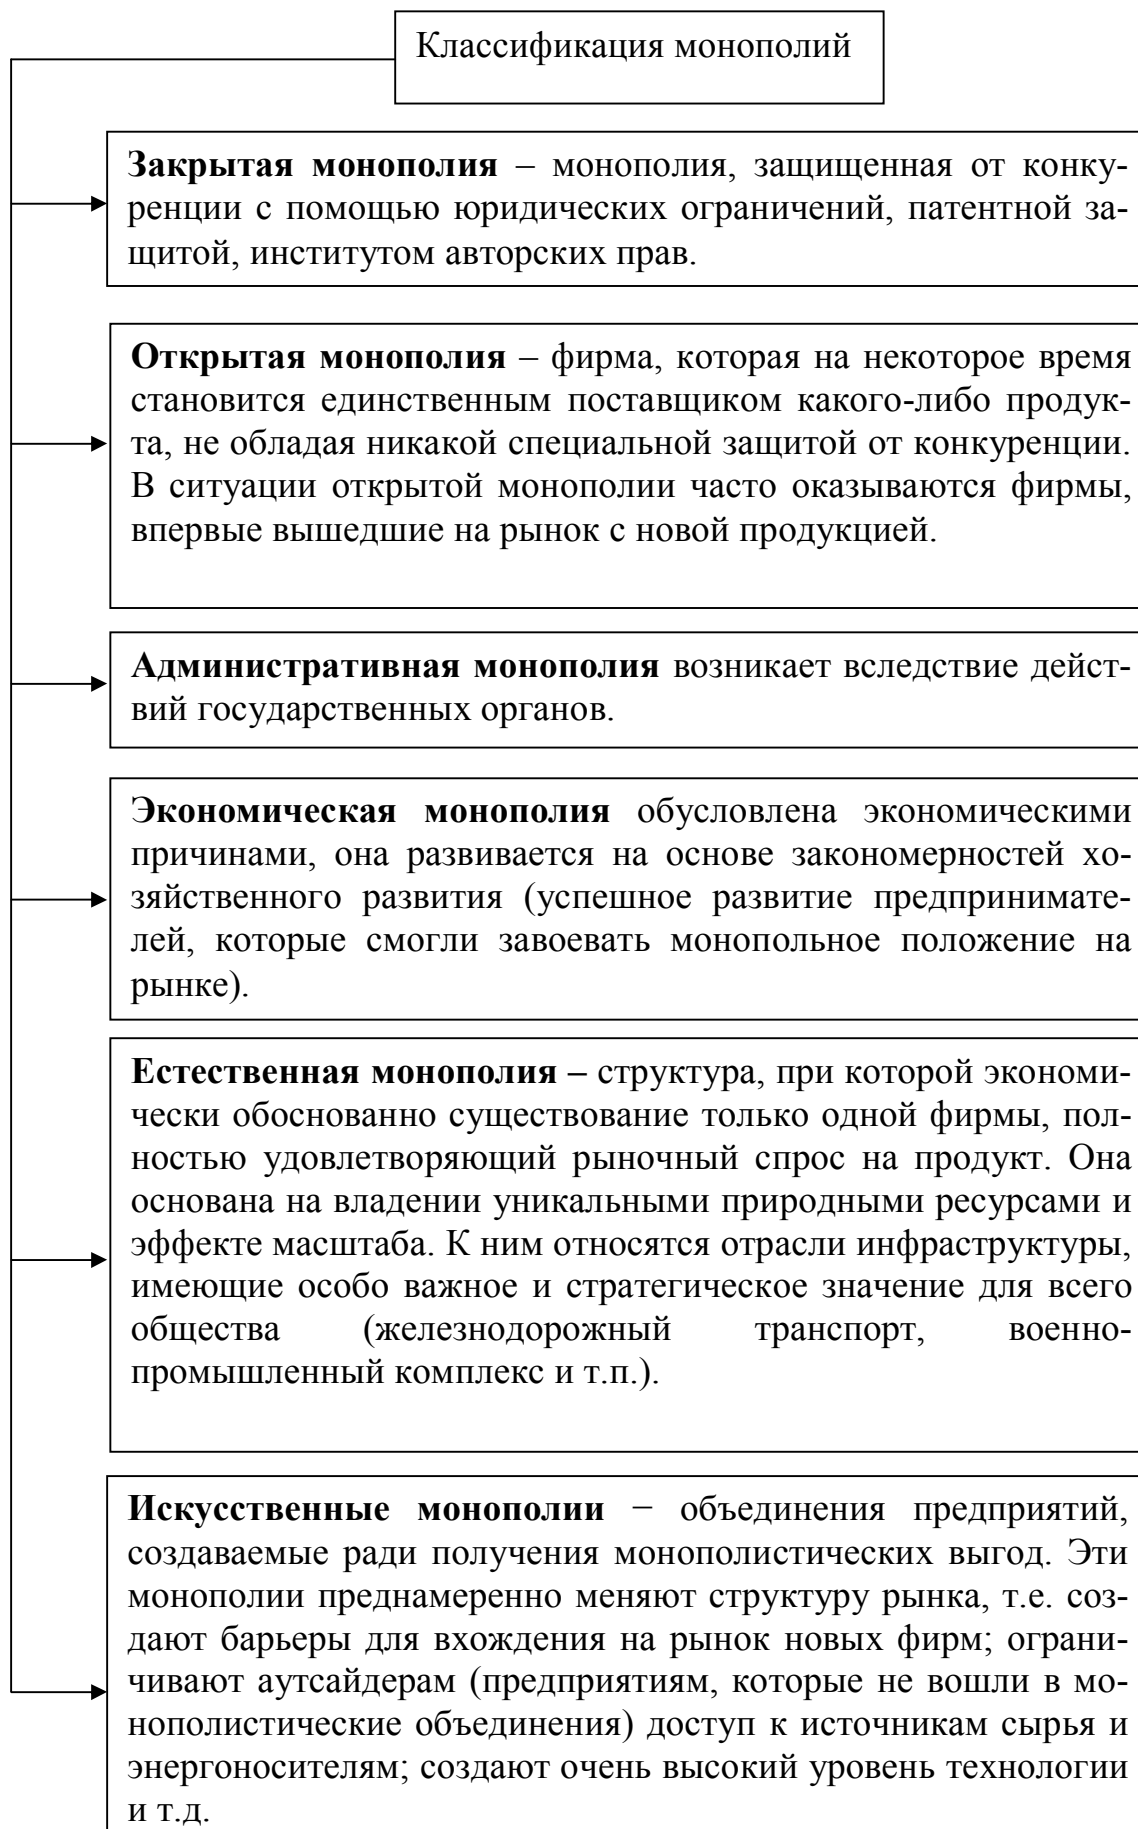 Классификация монополий
Закрытая монополия – монополия, защищенная от конку-
ренции с помощью юридических ограничений, патентной за-
щитой, институтом авторских прав.
Открытая монополия – фирма, которая на некоторое время
становится единственным поставщиком какого-либо продук-
та, не обладая никакой специальной защитой от конкуренции.
В ситуации открытой монополии часто оказываются фирмы,
впервые вышедшие на рынок с новой продукцией.
Административная монополия возникает вследствие дейст-
вий государственных органов.
Экономическая монополия обусловлена экономическими
причинами, она развивается на основе закономерностей хо-
зяйственного развития (успешное развитие предпринимате-
лей, которые смогли завоевать монопольное положение на
рынке).
Естественная монополия – структура, при которой экономи-
чески обоснованно существование только одной фирмы, пол-
ностью удовлетворяющий рыночный спрос на продукт. Она
основана на владении уникальными природными ресурсами и
эффекте масштаба. К ним относятся отрасли инфраструктуры,
имеющие особо важное и стратегическое значение для всего
общества (железнодорожный транспорт, военно-
промышленный комплекс и т.п.).
Искусственные монополии − объединения предприятий,
создаваемые ради получения монополистических выгод. Эти
монополии преднамеренно меняют структуру рынка, т.е. соз-
дают барьеры для вхождения на рынок новых фирм; ограни-
чивают аутсайдерам (предприятиям, которые не вошли в мо-
нополистические объединения) доступ к источникам сырья и
энергоносителям; создают очень высокий уровень технологии
и т.д.